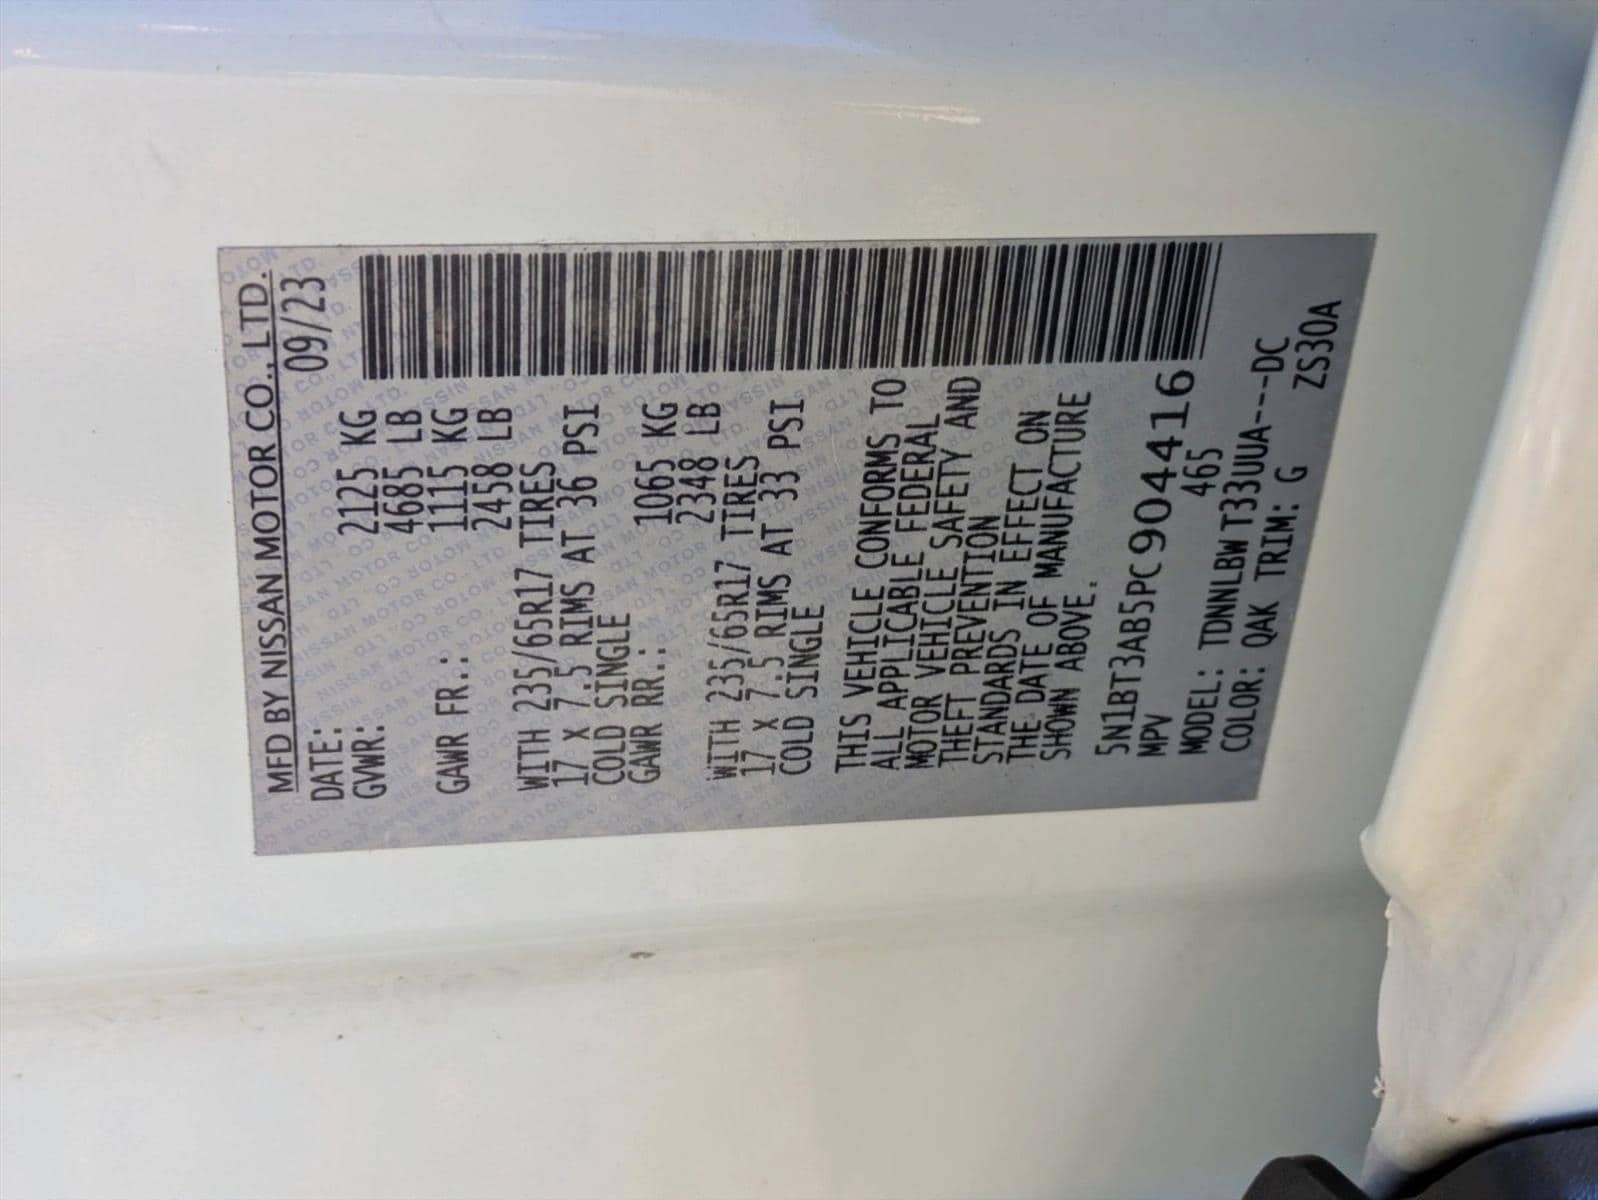 MFD BY NISSAN MOTOR CO., LTD.
DATE: 09/23
GVWR: 2125 KG
4685 LB
GAWR FR.: 1115 KG
2458 LB
WITH 235/65R17 TIRES
17 X 7.5 RIMS AT 36 PSI
COLD SINGLE
GAWR RR.: 1065 KG
2348 LB
WITH 235/65R17 TIRES
17 X 7.5 RIMS AT 33 PSI
COLD SINGLE
THIS VEHICLE CONFORMS TO
ALL APPLICABLE FEDERAL
MOTOR VEHICLE SAFETY AND
THEFT PREVENTION
STANDARDS IN EFFECT ON
THE DATE OF MANUFACTURE
SHOWN ABOVE.
5N1BT3AB5PC904416
MPV 465
MODEL: TDNNLBW T33UUA---DC
COLOR: QAK TRIM: G ZS30A